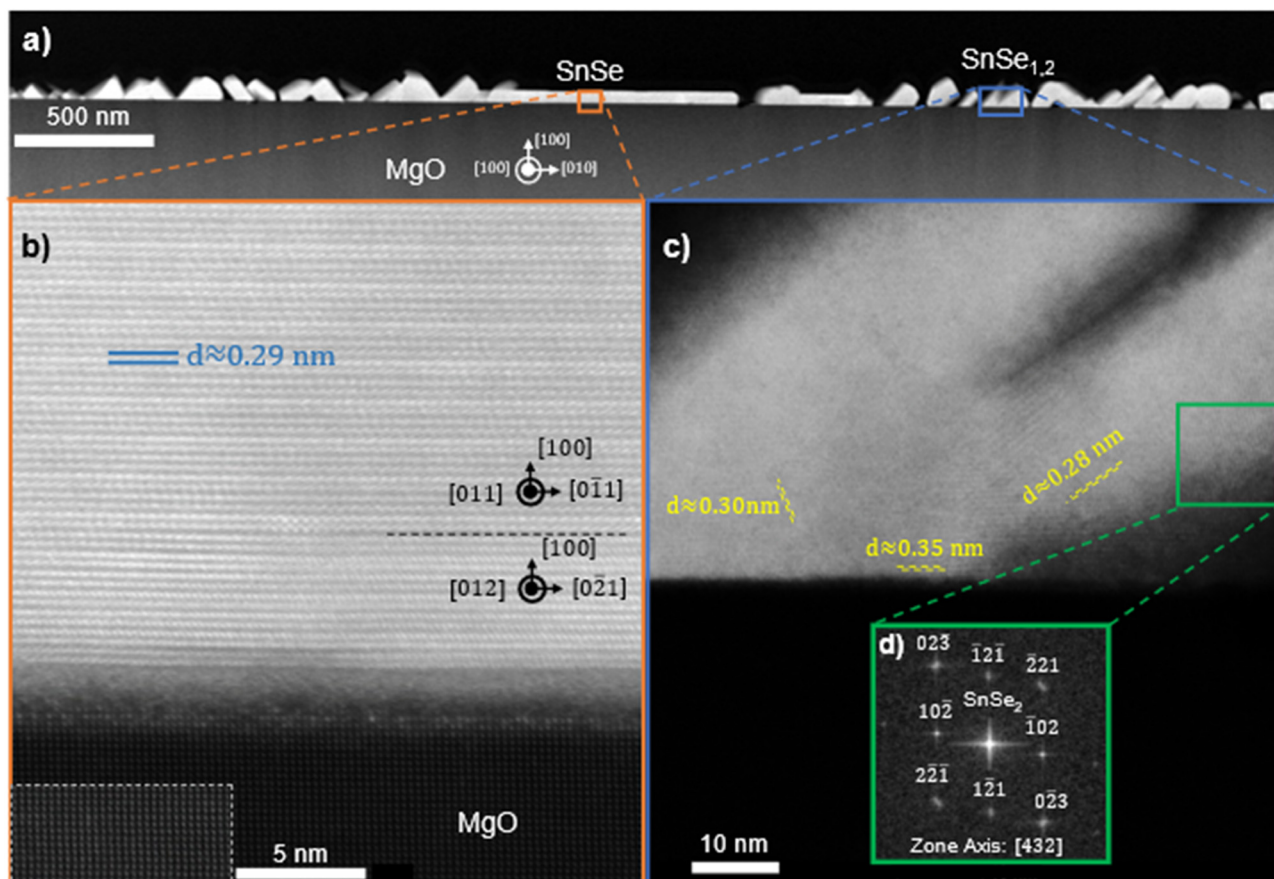 a)
SnSe
SnSe₁,₂
500 nm
[100]
MgO
[100]
[010]
b)
d≈0.29 nm
[100]
[011]
[01̅1]
[100]
[012]
[02̅1]
MgO
5 nm
c)
d≈0.30nm
d≈0.35 nm
d≈0.28 nm
d)
023̅
1̅21̅
2̅21
SnSe₂
102̅
1̅02
22̅1̅
12̅1
02̅3
Zone Axis: [432]
10 nm